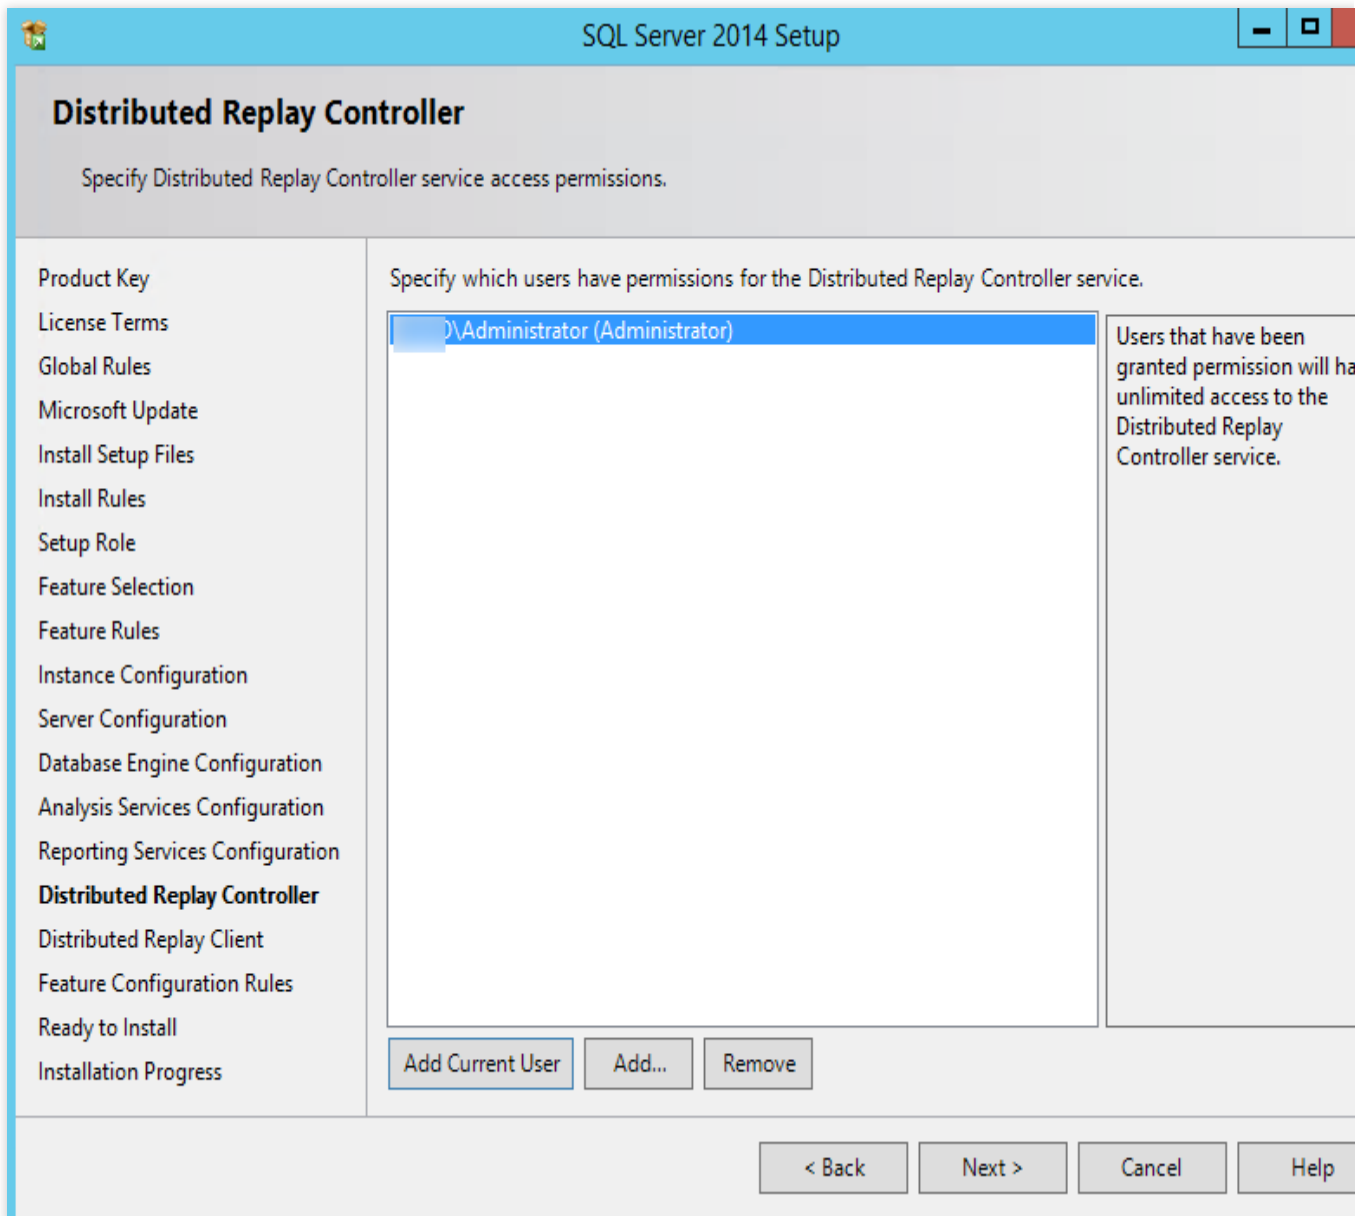 SQL Server 2014 Setup
Distributed Replay Controller
Specify Distributed Replay Controller service access permissions.
Product Key
License Terms
Global Rules
Microsoft Update
Install Setup Files
Install Rules
Setup Role
Feature Selection
Feature Rules
Instance Configuration
Server Configuration
Database Engine Configuration
Analysis Services Configuration
Reporting Services Configuration
Distributed Replay Controller
Distributed Replay Client
Feature Configuration Rules
Ready to Install
Installation Progress
Specify which users have permissions for the Distributed Replay Controller service.
\Administrator (Administrator)
Users that have been
granted permission will ha
unlimited access to the
Distributed Replay
Controller service.
Add Current User
Add...
Remove
< Back
Next >
Cancel
Help